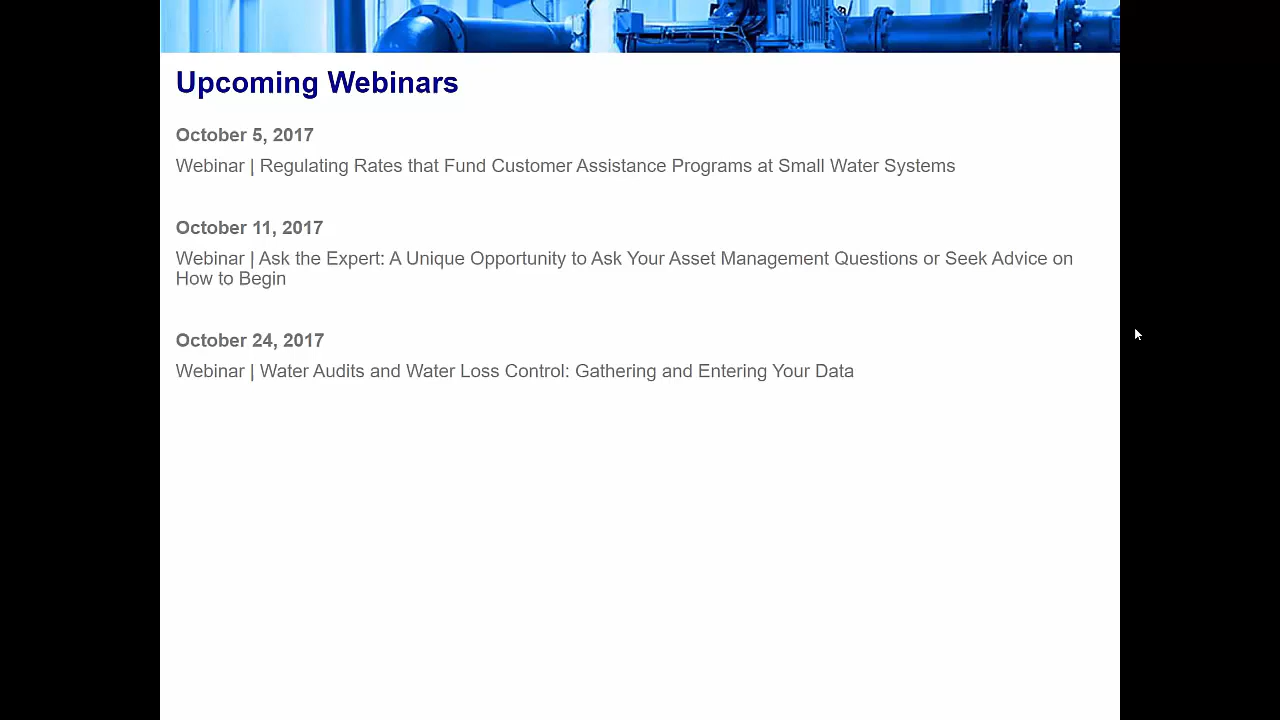 Upcoming Webinars
October 5, 2017
Webinar | Regulating Rates that Fund Customer Assistance Programs at Small Water Systems
October 11, 2017
Webinar | Ask the Expert: A Unique Opportunity to Ask Your Asset Management Questions or Seek Advice on
How to Begin
October 24, 2017
Webinar | Water Audits and Water Loss Control: Gathering and Entering Your Data